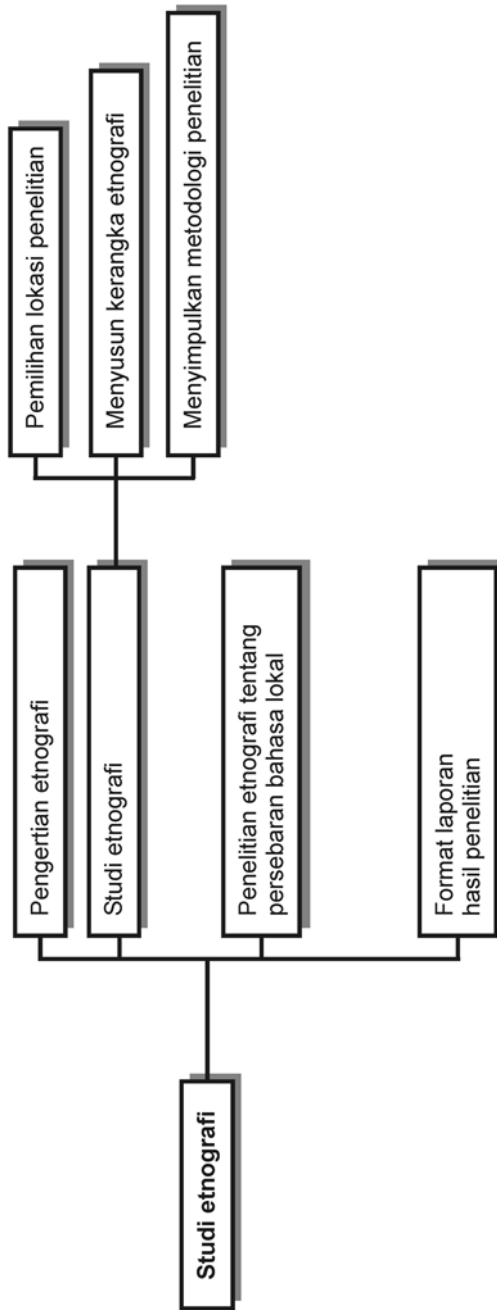 Studi etnografi
Pengertian etnografi
Studi etnografi
Pemilihan lokasi penelitian
Menyusun kerangka etnografi
Menyimpulkan metodologi penelitian
Penelitian etnografi tentang
persebaran bahasa lokal
Format laporan
hasil penelitian